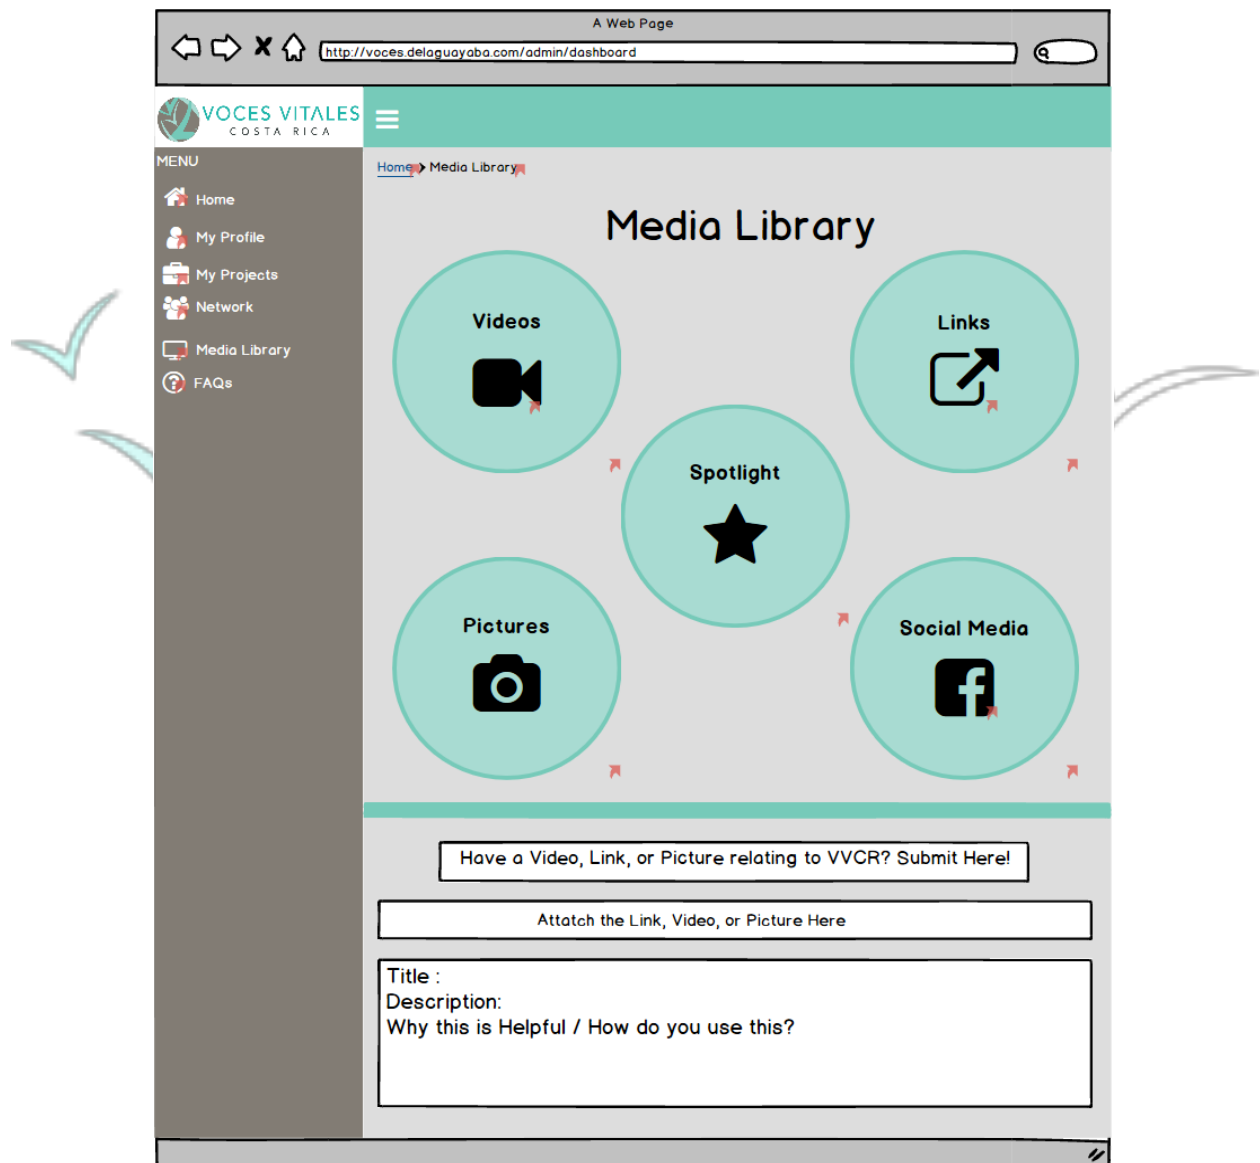 A Web Page
http://voces.delaguayaba.com/admin/dashboard
VOCES VITALES
COSTA RICA
MENU
Home
My Profile
My Projects
Network
Media Library
FAQs
Home > Media Library
Media Library
Videos
Links
Spotlight
Pictures
Social Media
Have a Video, Link, or Picture relating to VVCR? Submit Here!
Attatch the Link, Video, or Picture Here
Title :
Description:
Why this is Helpful / How do you use this?